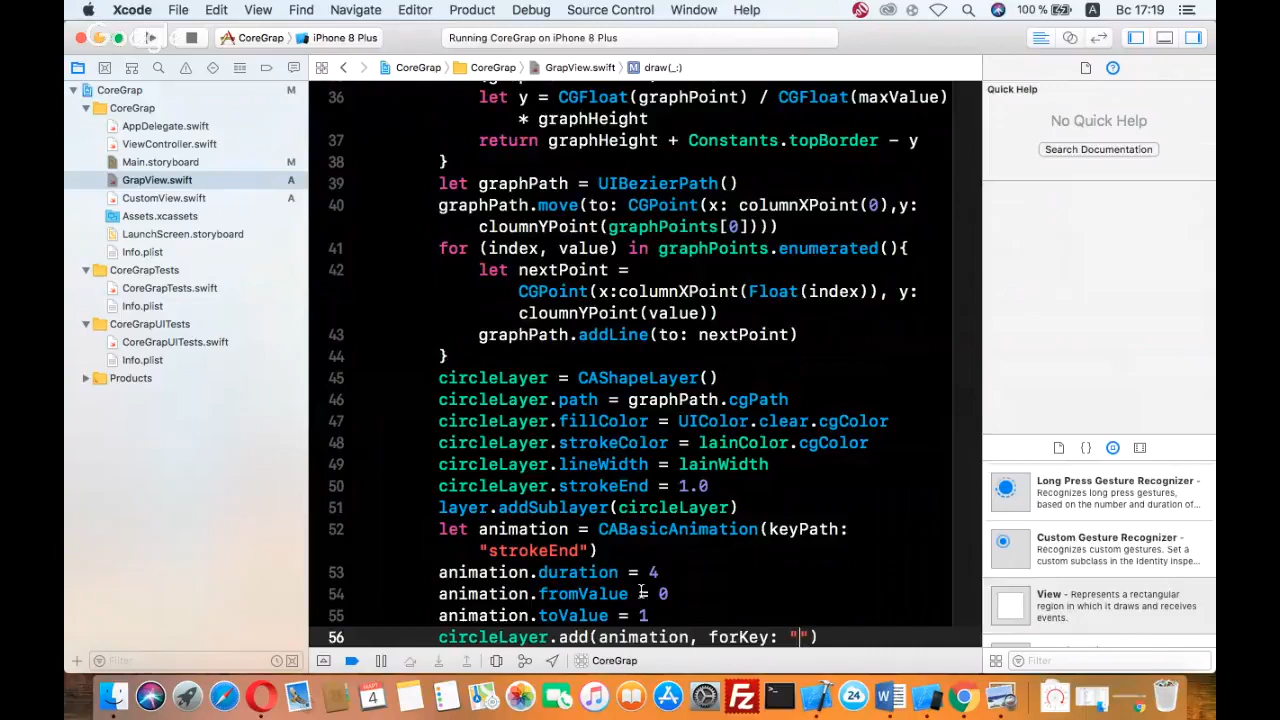 Xcode File Edit View Find Navigate Editor Product Debug Source Control Window Help 100 % A Вс 17:19
CoreGrap iPhone 8 Plus Running CoreGrap on iPhone 8 Plus
CoreGrap CoreGrap GrapView.swift M draw(_:)
CoreGrap M
CoreGrap
AppDelegate.swift
ViewController.swift
Main.storyboard M
GrapView.swift A
CustomView.swift A
Assets.xcassets
LaunchScreen.storyboard
Info.plist
CoreGrapTests
CoreGrapTests.swift
Info.plist
CoreGrapUITests
CoreGrapUITests.swift
Info.plist
Products
Filter
36 let y = CGFloat(graphPoint) / CGFloat(maxValue)
* graphHeight
37 return graphHeight + Constants.topBorder - y
38 }
39 let graphPath = UIBezierPath()
40 graphPath.move(to: CGPoint(x: columnXPoint(0),y:
cloumnYPoint(graphPoints[0])))
41 for (index, value) in graphPoints.enumerated(){
42 let nextPoint =
CGPoint(x:columnXPoint(Float(index)), y:
cloumnYPoint(value))
43 graphPath.addLine(to: nextPoint)
44 }
45 circleLayer = CAShapeLayer()
46 circleLayer.path = graphPath.cgPath
47 circleLayer.fillColor = UIColor.clear.cgColor
48 circleLayer.strokeColor = lainColor.cgColor
49 circleLayer.lineWidth = lainWidth
50 circleLayer.strokeEnd = 1.0
51 layer.addSublayer(circleLayer)
52 let animation = CABasicAnimation(keyPath:
"strokeEnd")
53 animation.duration = 4
54 animation.fromValue = 0
55 animation.toValue = 1
56 circleLayer.add(animation, forKey: "")
CoreGrap
Quick Help
No Quick Help
Search Documentation
Long Press Gesture Recognizer -
Recognizes long press gestures,
based on the number and duration of...
Custom Gesture Recognizer -
Recognizes custom gestures. Set a
custom subclass in the identity inspe...
View - Represents a rectangular
region in which it draws and receives
events.
Filter
МАРТ
4
Fz
24
W